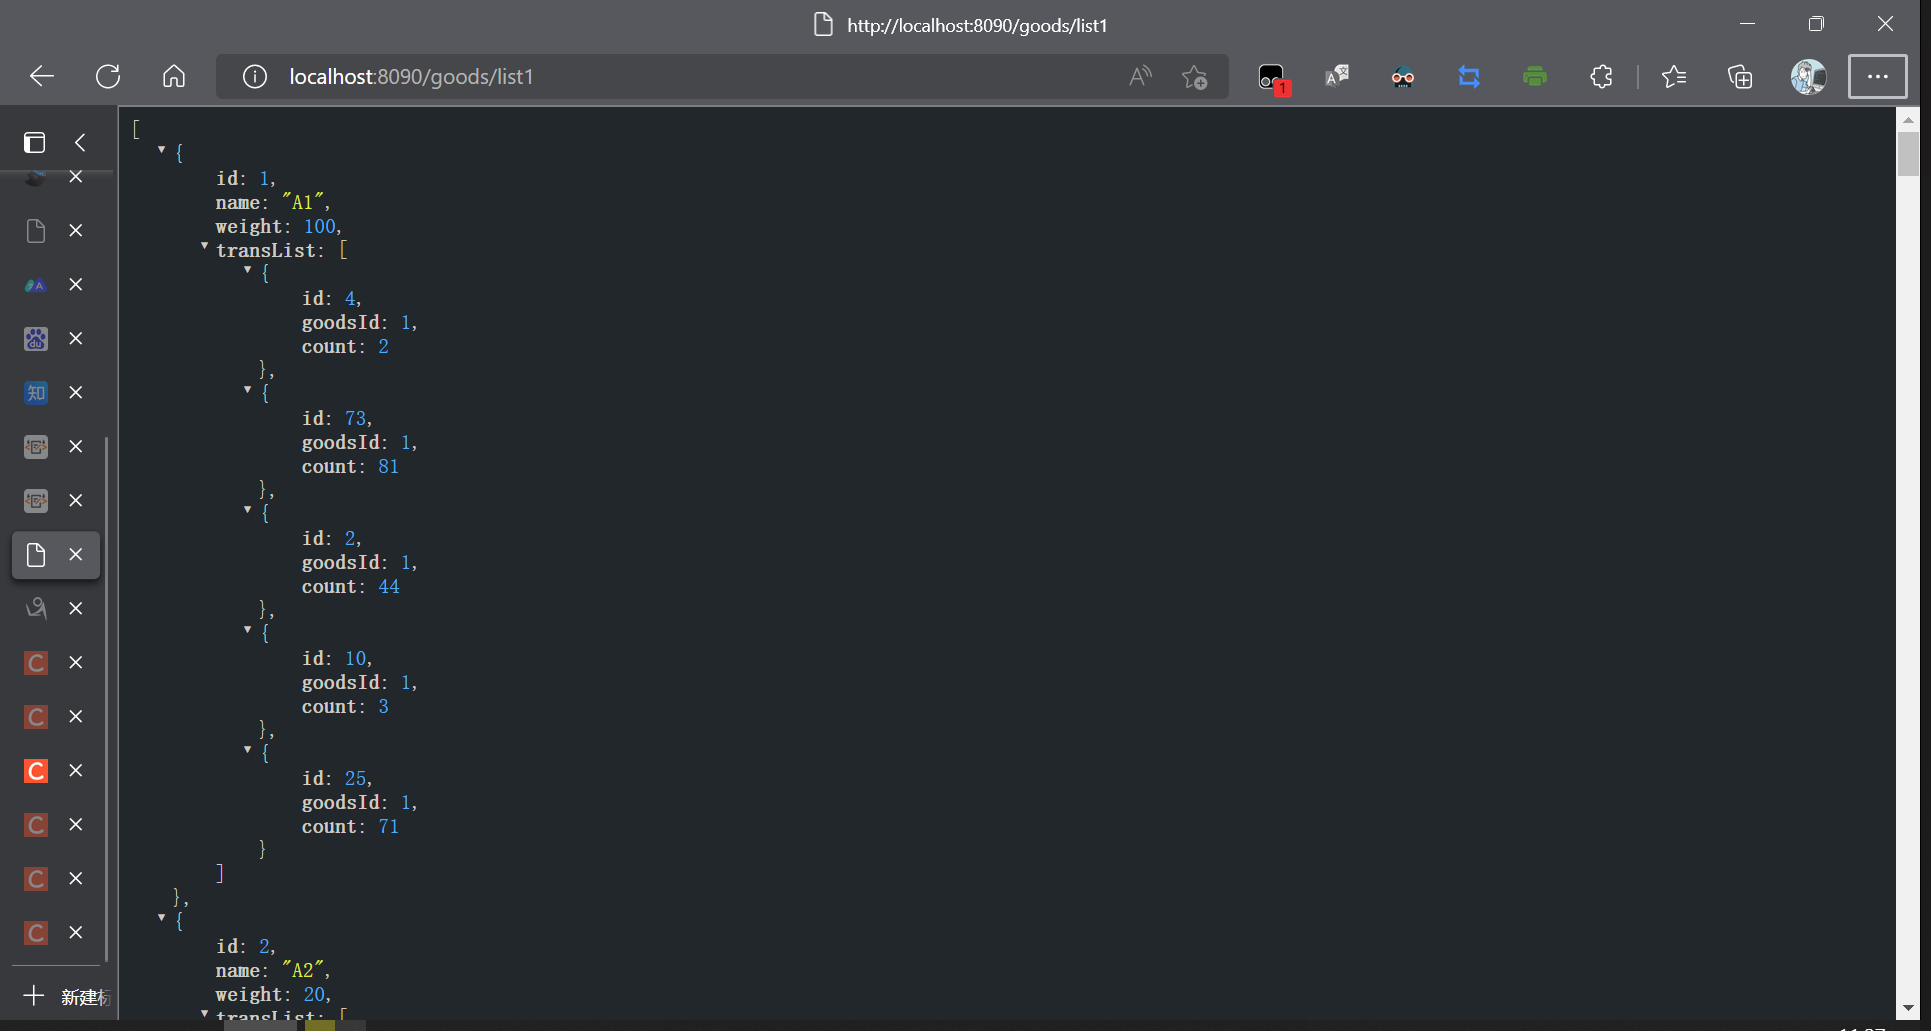 http://localhost:8090/goods/list1
localhost:8090/goods/list1
1
[
{
id: 1,
name: "A1",
weight: 100,
transList: [
{
id: 4,
goodsId: 1,
count: 2
},
{
id: 73,
goodsId: 1,
count: 81
},
{
id: 2,
goodsId: 1,
count: 44
},
{
id: 10,
goodsId: 1,
count: 3
},
{
id: 25,
goodsId: 1,
count: 71
}
]
},
{
id: 2,
name: "A2",
weight: 20,
transList: [
du
知
C
C
C
C
C
C
新建标